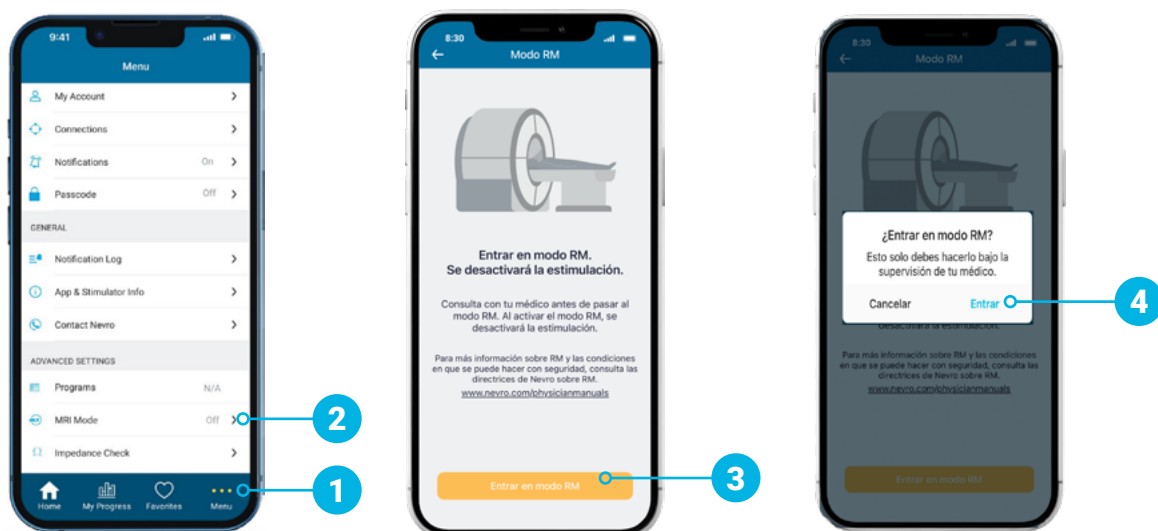 9:41
Menu
My Account
Connections
Notifications On
Passcode Off
GENERAL
Notification Log
App & Stimulator Info
Contact Nevro
ADVANCED SETTINGS
Programs N/A
MRI Mode Off
Impedance Check
Home My Progress Favorites Menu
2
1
8:30
Modo RM
Entrar en modo RM.
Se desactivará la estimulación.
Consulta con tu médico antes de pasar al
modo RM. Al activar el modo RM, se
desactivará la estimulación.
Para más información sobre RM y las condiciones
en que se puede hacer con seguridad, consulta las
directrices de Nevro sobre RM.
www.nevro.com/physicianmanuals
Entrar en modo RM
3
8:30
Modo RM
¿Entrar en modo RM?
Esto solo debes hacerlo bajo la
supervisión de tu médico.
Cancelar Entrar
4
desactivará la estimulación.
Para más información sobre RM y las condiciones
en que se puede hacer con seguridad, consulta las
directrices de Nevro sobre RM.
www.nevro.com/physicianmanuals
Entrar en modo RM